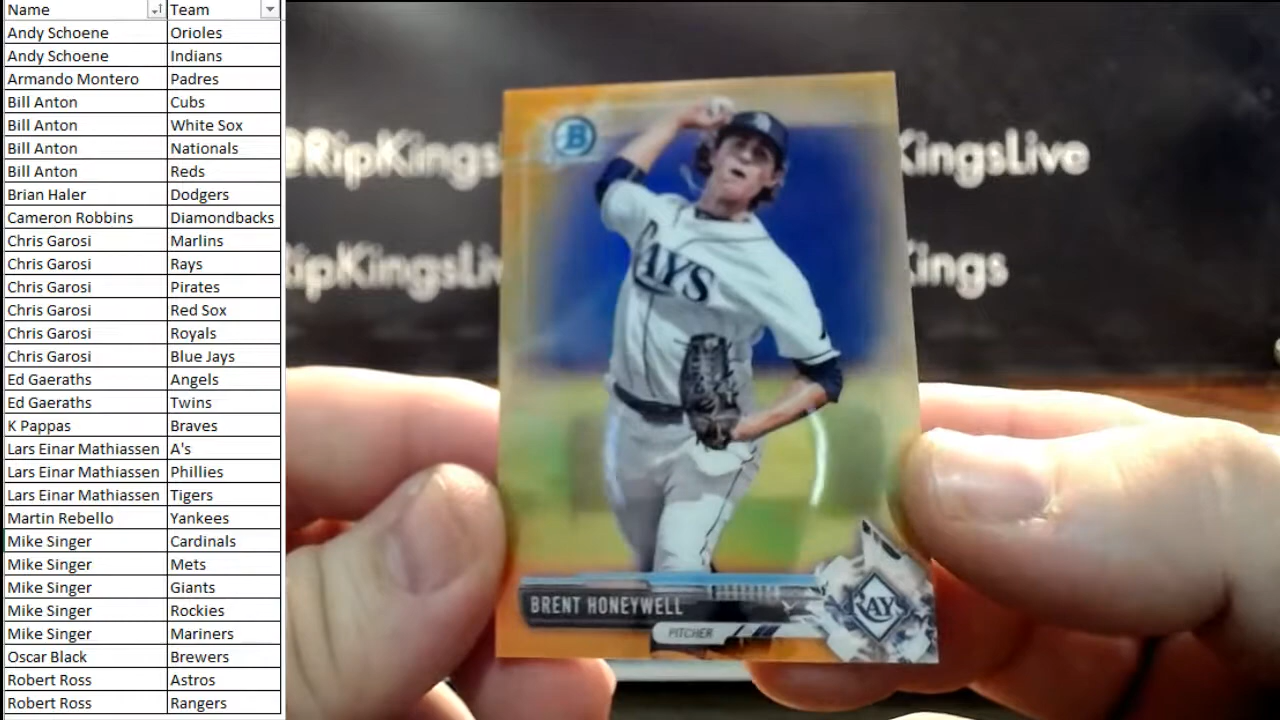 Name Team
Andy Schoene Orioles
Andy Schoene Indians
Armando Montero Padres
Bill Anton Cubs
Bill Anton White Sox
Bill Anton Nationals
Bill Anton Reds
Brian Haler Dodgers
Cameron Robbins Diamondbacks
Chris Garosi Marlins
Chris Garosi Rays
Chris Garosi Pirates
Chris Garosi Red Sox
Chris Garosi Royals
Chris Garosi Blue Jays
Ed Gaeraths Angels
Ed Gaeraths Twins
K Pappas Braves
Lars Einar Mathiassen A's
Lars Einar Mathiassen Phillies
Lars Einar Mathiassen Tigers
Martin Rebello Yankees
Mike Singer Cardinals
Mike Singer Mets
Mike Singer Giants
Mike Singer Rockies
Mike Singer Mariners
Oscar Black Brewers
Robert Ross Astros
Robert Ross Rangers
@RipKings
KingsLive
RipKingsLiv
Kings
B
RAYS
BRENT HONEYWELL
PITCHER
RAYS